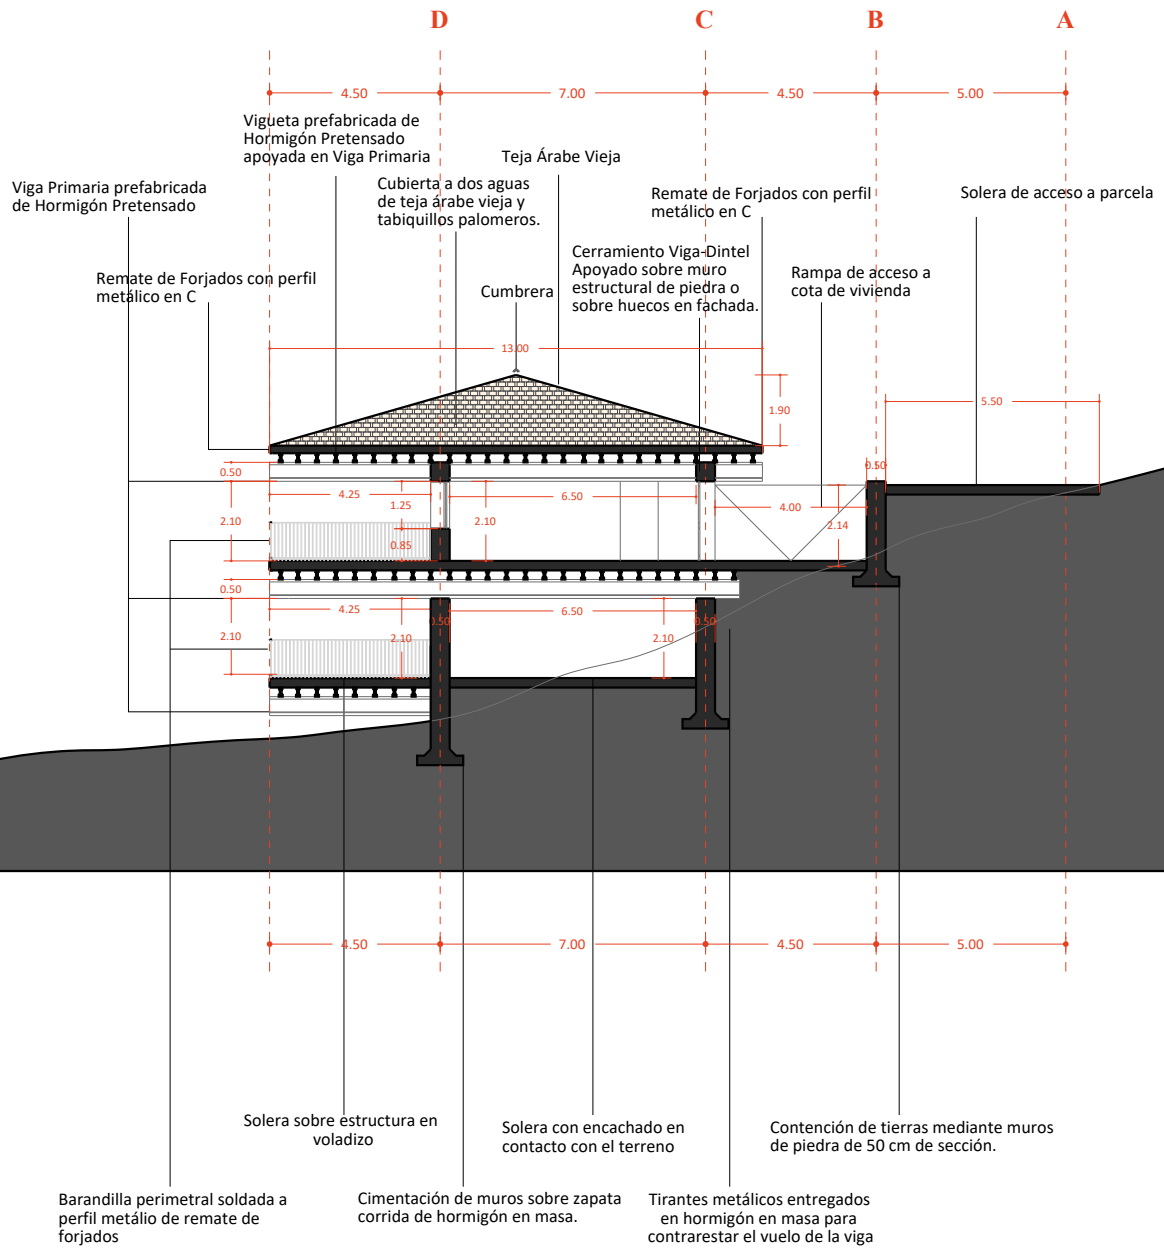 D
C
B
A
4.50
7.00
4.50
5.00
Vigueta prefabricada de
Hormigón Pretensado
apoyada en Viga Primaria
Teja Árabe Vieja
Viga Primaria prefabricada
de Hormigón Pretensado
Cubierta a dos aguas
de teja árabe vieja y
tabiquillos palomeros.
Remate de Forjados con perfil
metálico en C
Solera de acceso a parcela
Cerramiento Viga-Dintel
Apoyado sobre muro
estructural de piedra o
sobre huecos en fachada.
Rampa de acceso a
cota de vivienda
Remate de Forjados con perfil
metálico en C
Cumbrera
13.00
1.90
5.50
0.50
0.50
4.25
1.25
6.50
4.00
2.10
2.10
2.14
0.85
0.50
4.25
6.50
0.50
0.50
2.10
2.10
2.10
4.50
7.00
4.50
5.00
Solera sobre estructura en
voladizo
Solera con encachado en
contacto con el terreno
Contención de tierras mediante muros
de piedra de 50 cm de sección.
Barandilla perimetral soldada a
perfil metálio de remate de
forjados
Cimentación de muros sobre zapata
corrida de hormigón en masa.
Tirantes metálicos entregados
en hormigón en masa para
contrarestar el vuelo de la viga